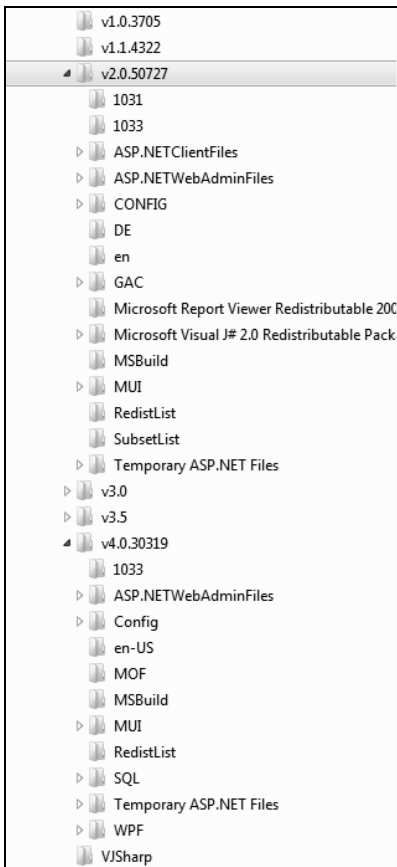 v1.0.3705
v1.1.4322
v2.0.50727
1031
1033
ASP.NETClientFiles
ASP.NETWebAdminFiles
CONFIG
DE
en
GAC
Microsoft Report Viewer Redistributable 200
Microsoft Visual J# 2.0 Redistributable Pack
MSBuild
MUI
RedistList
SubsetList
Temporary ASP.NET Files
v3.0
v3.5
v4.0.30319
1033
ASP.NETWebAdminFiles
Config
en-US
MOF
MSBuild
MUI
RedistList
SQL
Temporary ASP.NET Files
WPF
VJSharp